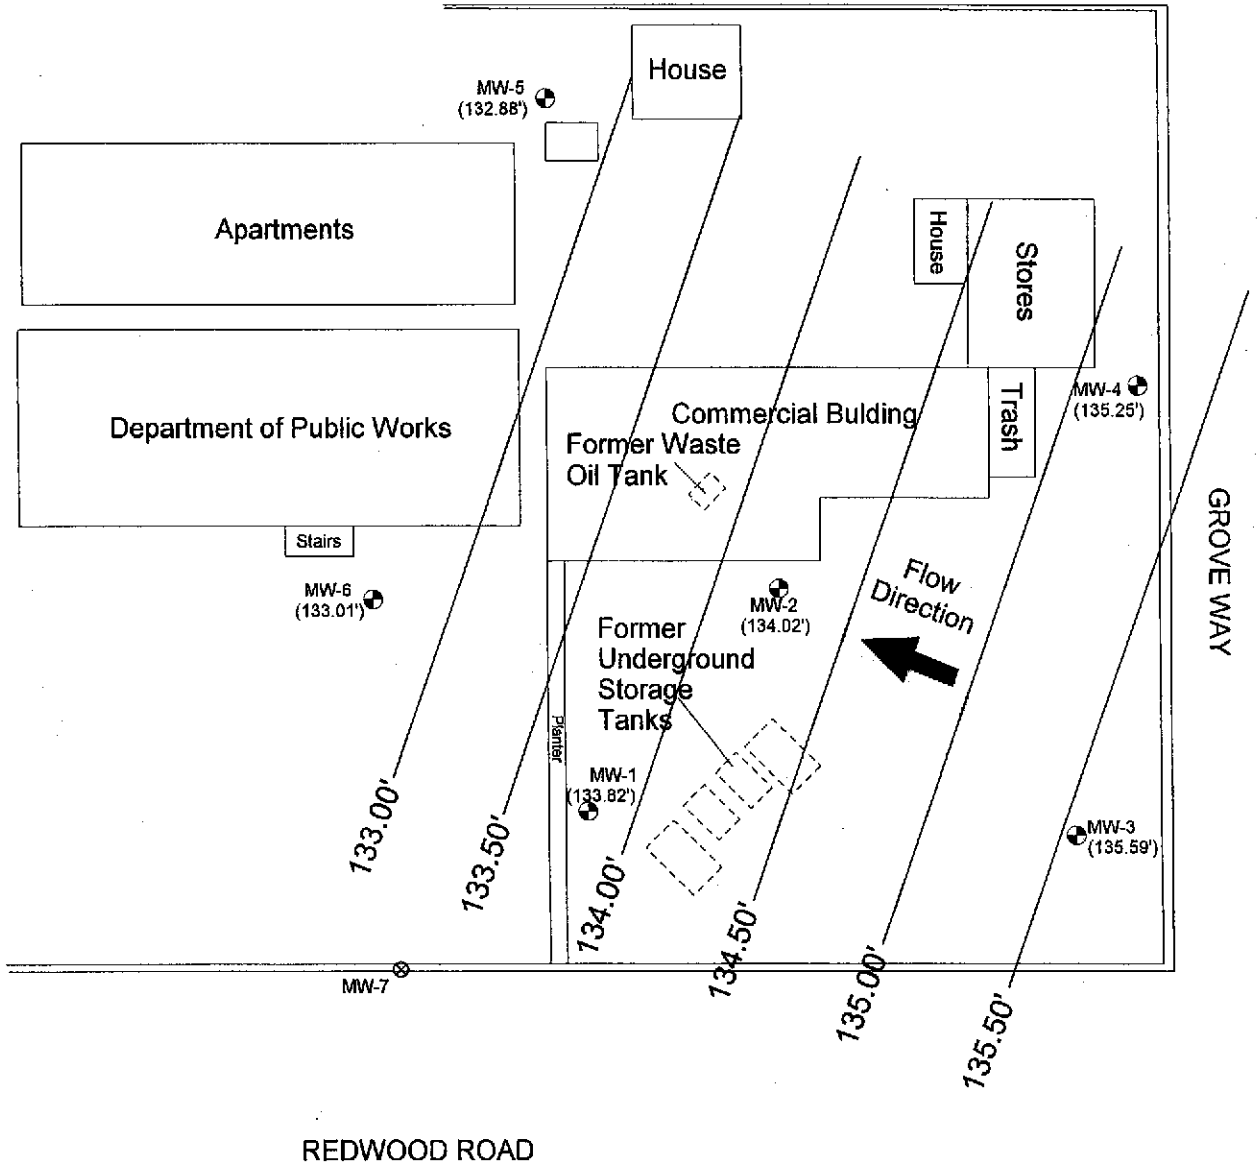 House
MW-5
(132.88')
Apartments
House
Stores
Department of Public Works
Commercial Bulding
Former Waste
Oil Tank
Trash
MW-4
(135.25')
GROVE WAY
Stairs
MW-6
(133.01')
MW-2
(134.02')
Flow
Direction
Former
Underground
Storage
Tanks
Planter
MW-1
(133.82')
MW-3
(135.59')
133.00'
133.50'
134.00'
134.50'
135.00'
135.50'
MW-7
REDWOOD ROAD